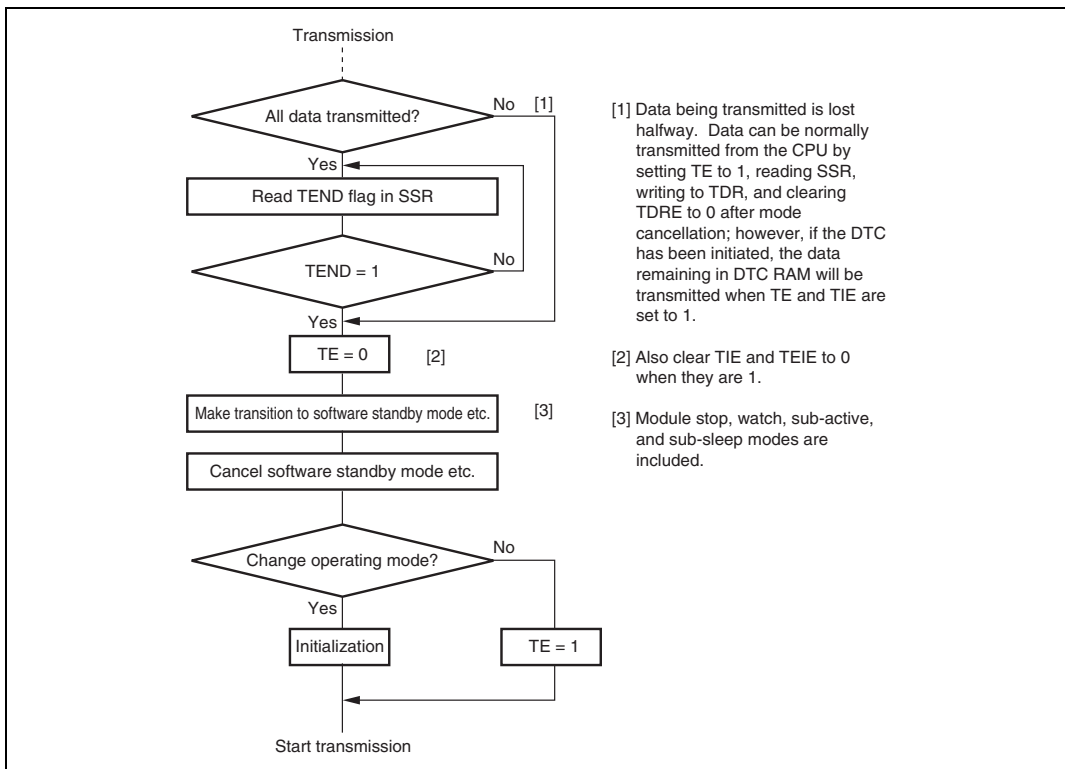 Transmission
All data transmitted?
No [1]
Yes
Read TEND flag in SSR
TEND = 1
No
Yes
TE = 0
[2]
Make transition to software standby mode etc.
[3]
Cancel software standby mode etc.
Change operating mode?
No
Yes
Initialization
TE = 1
Start transmission
[1] Data being transmitted is lost
halfway. Data can be normally
transmitted from the CPU by
setting TE to 1, reading SSR,
writing to TDR, and clearing
TDRE to 0 after mode
cancellation; however, if the DTC
has been initiated, the data
remaining in DTC RAM will be
transmitted when TE and TIE are
set to 1.
[2] Also clear TIE and TEIE to 0
when they are 1.
[3] Module stop, watch, sub-active,
and sub-sleep modes are
included.